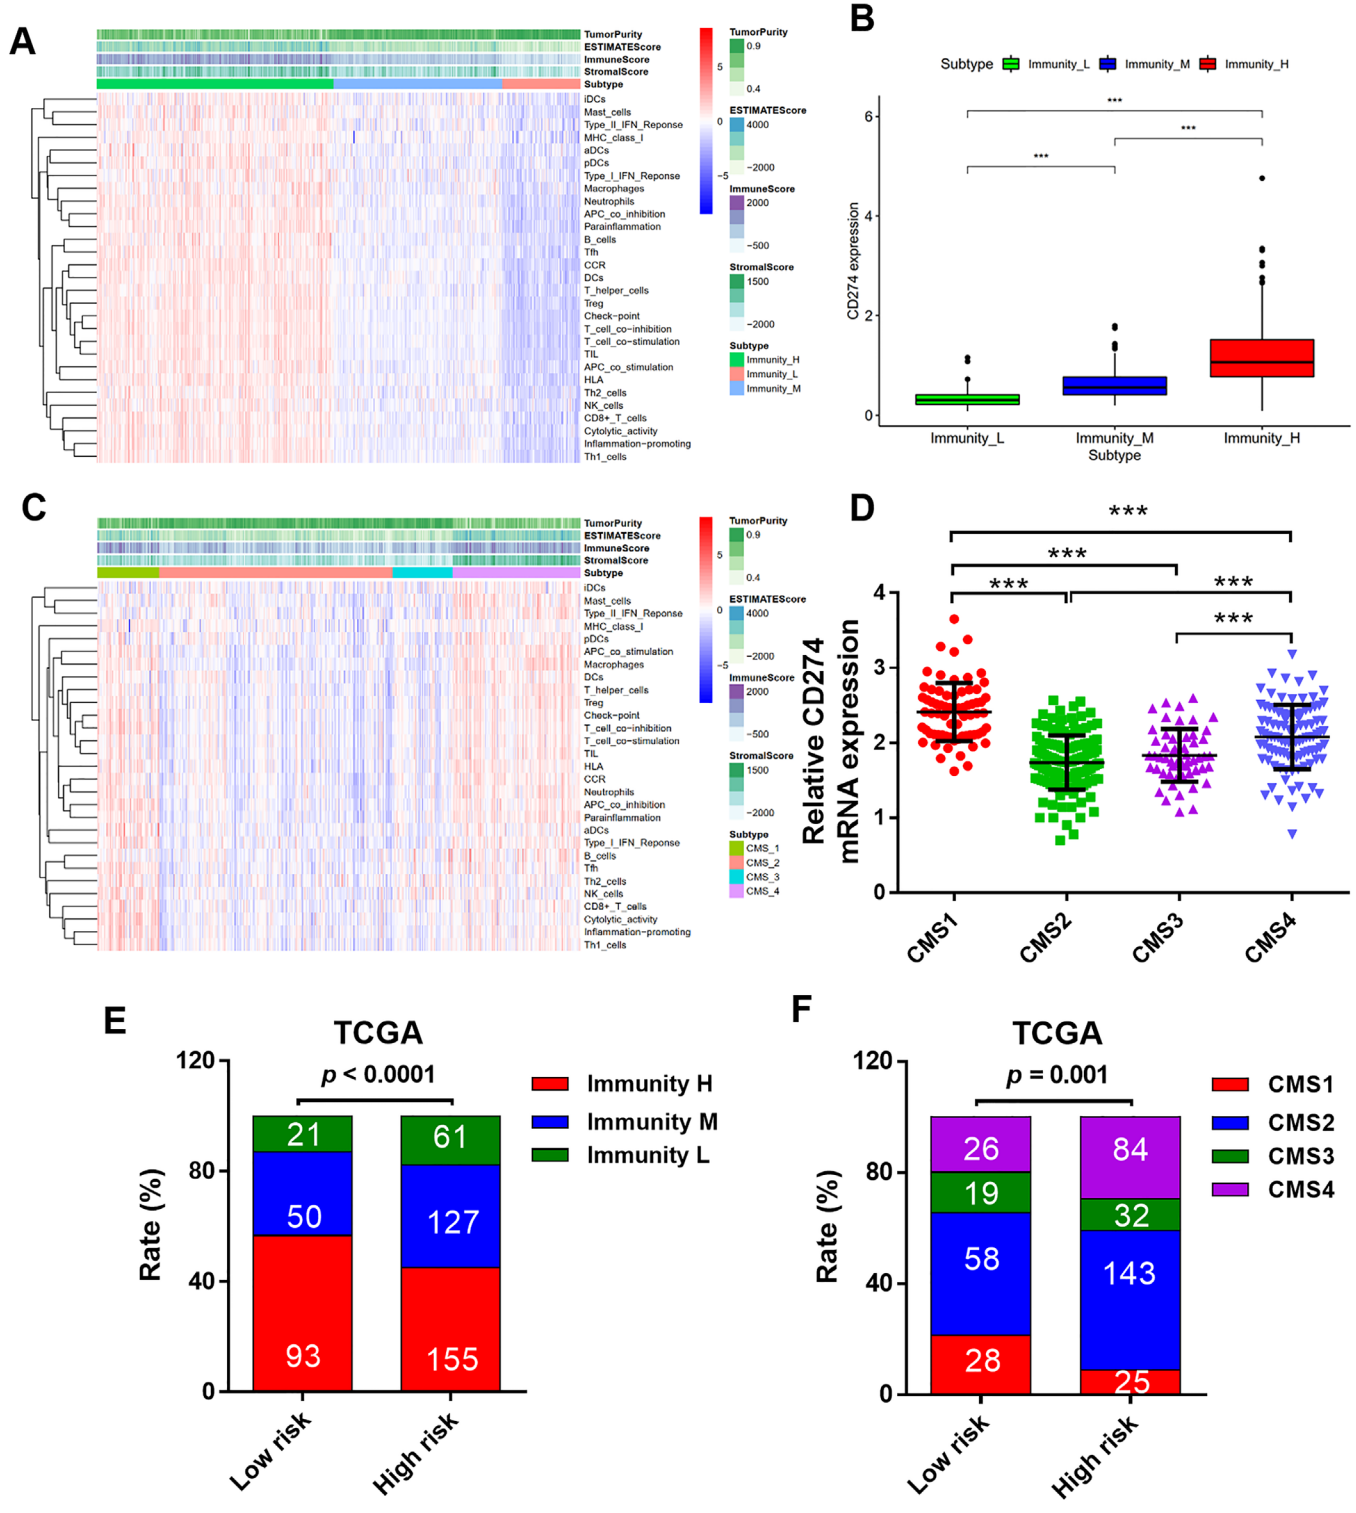 A
TumorPurity
ESTIMATEScore
ImmuneScore
StromalScore
Subtype
iDCs
Mast_cells
Type_II_IFN_Reponse
MHC_class_I
aDCs
pDCs
Type_I_IFN_Reponse
Macrophages
Neutrophils
APC_co_inhibition
Parainflammation
B_cells
Tfh
CCR
DCs
T_helper_cells
Treg
Check-point
T_cell_co-inhibition
T_cell_co-stimulation
TIL
APC_co_stimulation
HLA
Th2_cells
NK_cells
CD8+_T_cells
Cytolytic_activity
Inflammation-promoting
Th1_cells
5
0
−5
TumorPurity
0.9
0.4
ESTIMATEScore
4000
−2000
ImmuneScore
2000
−500
StromalScore
1500
−2000
Subtype
Immunity_H
Immunity_L
Immunity_M
B
Subtype Immunity_L Immunity_M Immunity_H
CD274 expression
6
4
2
0
***
***
***
Immunity_L Immunity_M Immunity_H
Subtype
C
TumorPurity
ESTIMATEScore
ImmuneScore
StromalScore
Subtype
iDCs
Mast_cells
Type_II_IFN_Reponse
MHC_class_I
pDCs
APC_co_stimulation
Macrophages
DCs
T_helper_cells
Treg
Check-point
T_cell_co-inhibition
T_cell_co-stimulation
TIL
HLA
CCR
Neutrophils
APC_co_inhibition
Parainflammation
aDCs
Type_I_IFN_Reponse
B_cells
Tfh
Th2_cells
NK_cells
CD8+_T_cells
Cytolytic_activity
Inflammation-promoting
Th1_cells
5
0
−5
TumorPurity
0.9
0.4
ESTIMATEScore
4000
−2000
ImmuneScore
2000
−500
StromalScore
1500
−2000
Subtype
CMS_1
CMS_2
CMS_3
CMS_4
D
Relative CD274
mRNA expression
4
3
2
1
0
***
***
*** ***
***
CMS1 CMS2 CMS3 CMS4
E
TCGA
p < 0.0001
Rate (%)
120
80
40
0
21 61
50 127
93 155
Low risk High risk
Immunity H
Immunity M
Immunity L
F
TCGA
p = 0.001
Rate (%)
120
80
40
0
26 84
19 32
58 143
28 25
Low risk High risk
CMS1
CMS2
CMS3
CMS4